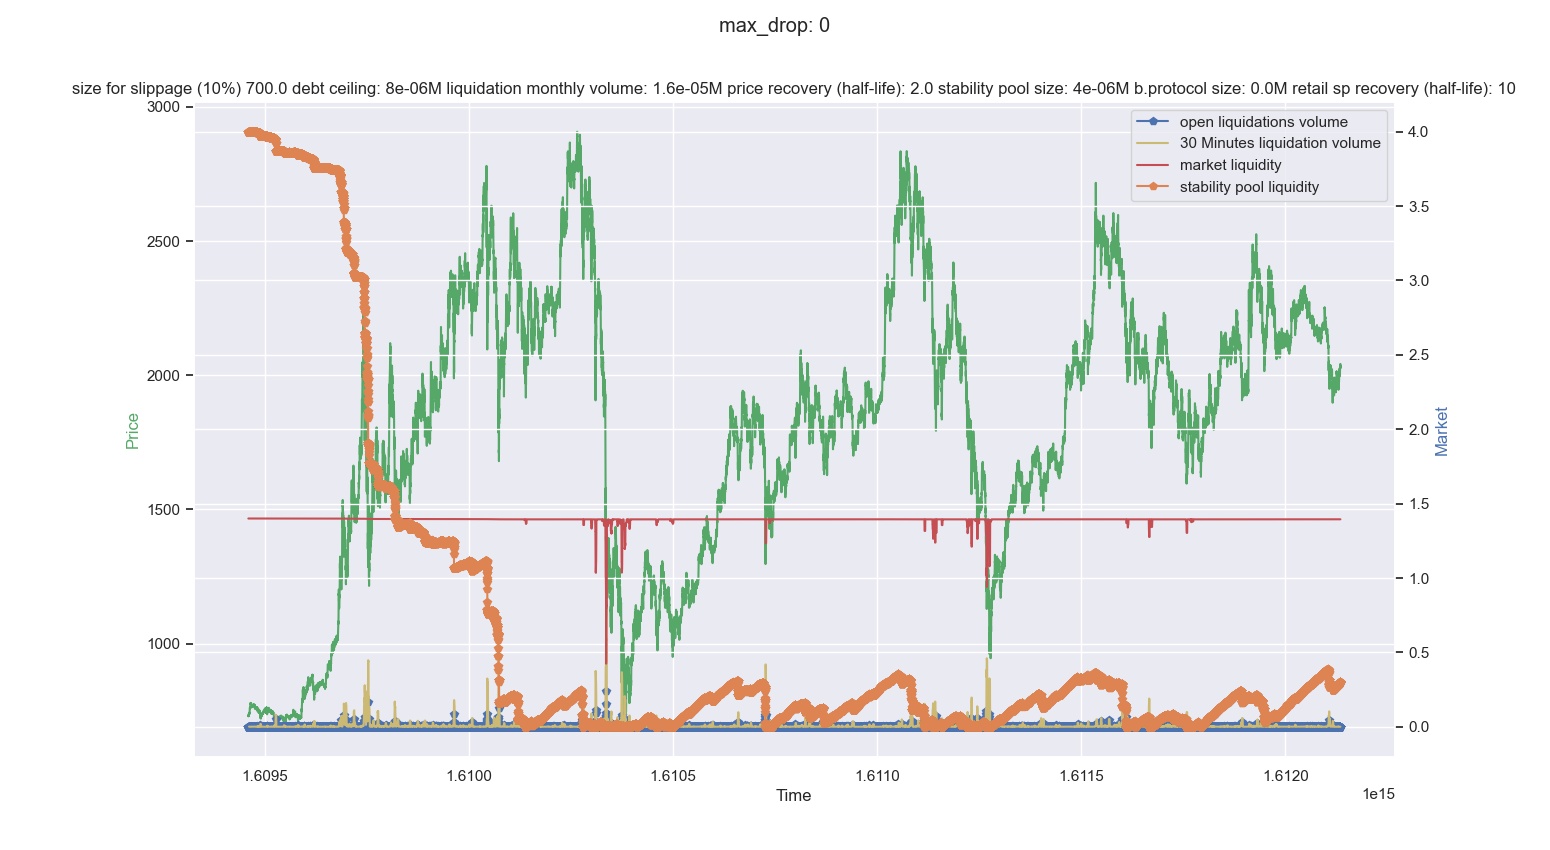 max_drop: 0
size for slippage (10%) 700.0 debt ceiling: 8e-06M liquidation monthly volume: 1.6e-05M price recovery (half-life): 2.0 stability pool size: 4e-06M b.protocol size: 0.0M retail sp recovery (half-life): 10
open liquidations volume
30 Minutes liquidation volume
market liquidity
stability pool liquidity
3000
2500
2000
1500
1000
Price
4.0
3.5
3.0
2.5
2.0
1.5
1.0
0.5
0.0
Market
1.6095 1.6100 1.6105 1.6110 1.6115 1.6120
1e15
Time